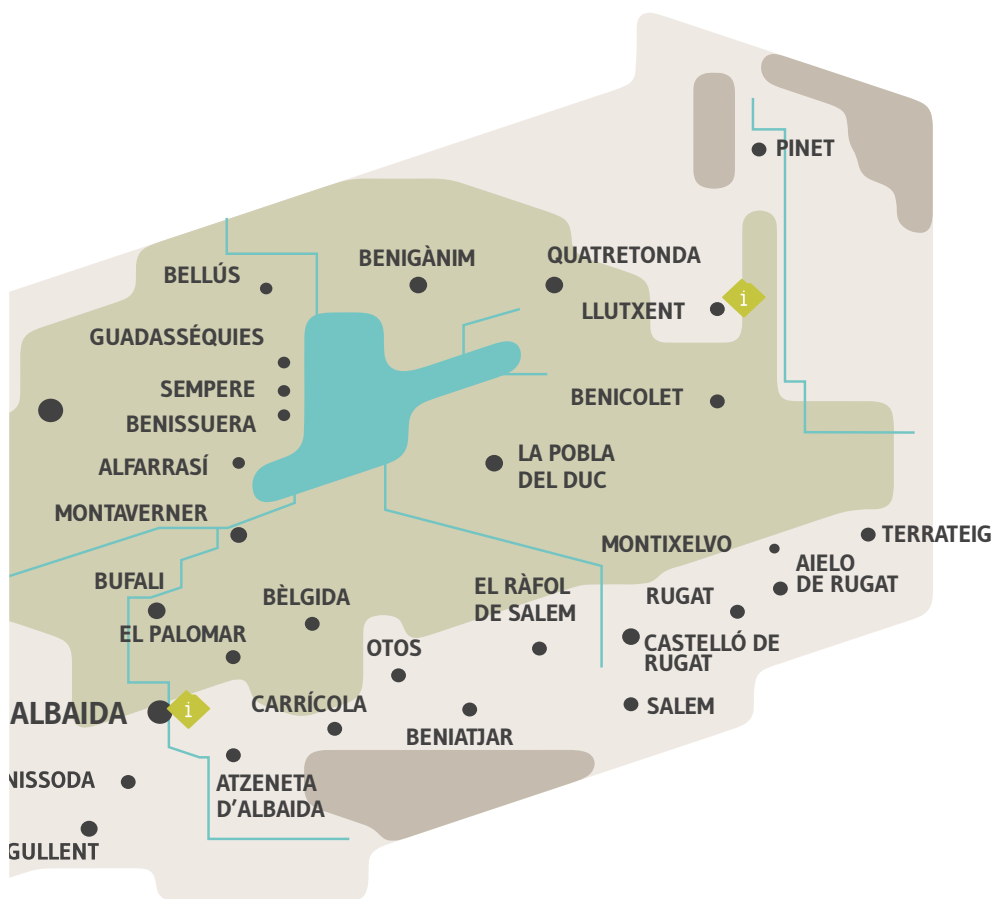 PINET
QUATRETONDA
BENIGÀNIM
BELLÚS
i
LLUTXENT
GUADASSÉQUIES
SEMPERE
BENICOLET
BENISSUERA
LA POBLA
DEL DUC
ALFARRASÍ
MONTAVERNER
TERRATEIG
MONTIXELVO
AIELO
DE RUGAT
BUFALI
EL RÀFOL
DE SALEM
BÈLGIDA
RUGAT
EL PALOMAR
CASTELLÓ DE
RUGAT
OTOS
CARRÍCOLA
SALEM
ALBAIDA
i
BENIATJAR
NISSODA
ATZENETA
D’ALBAIDA
GULLENT